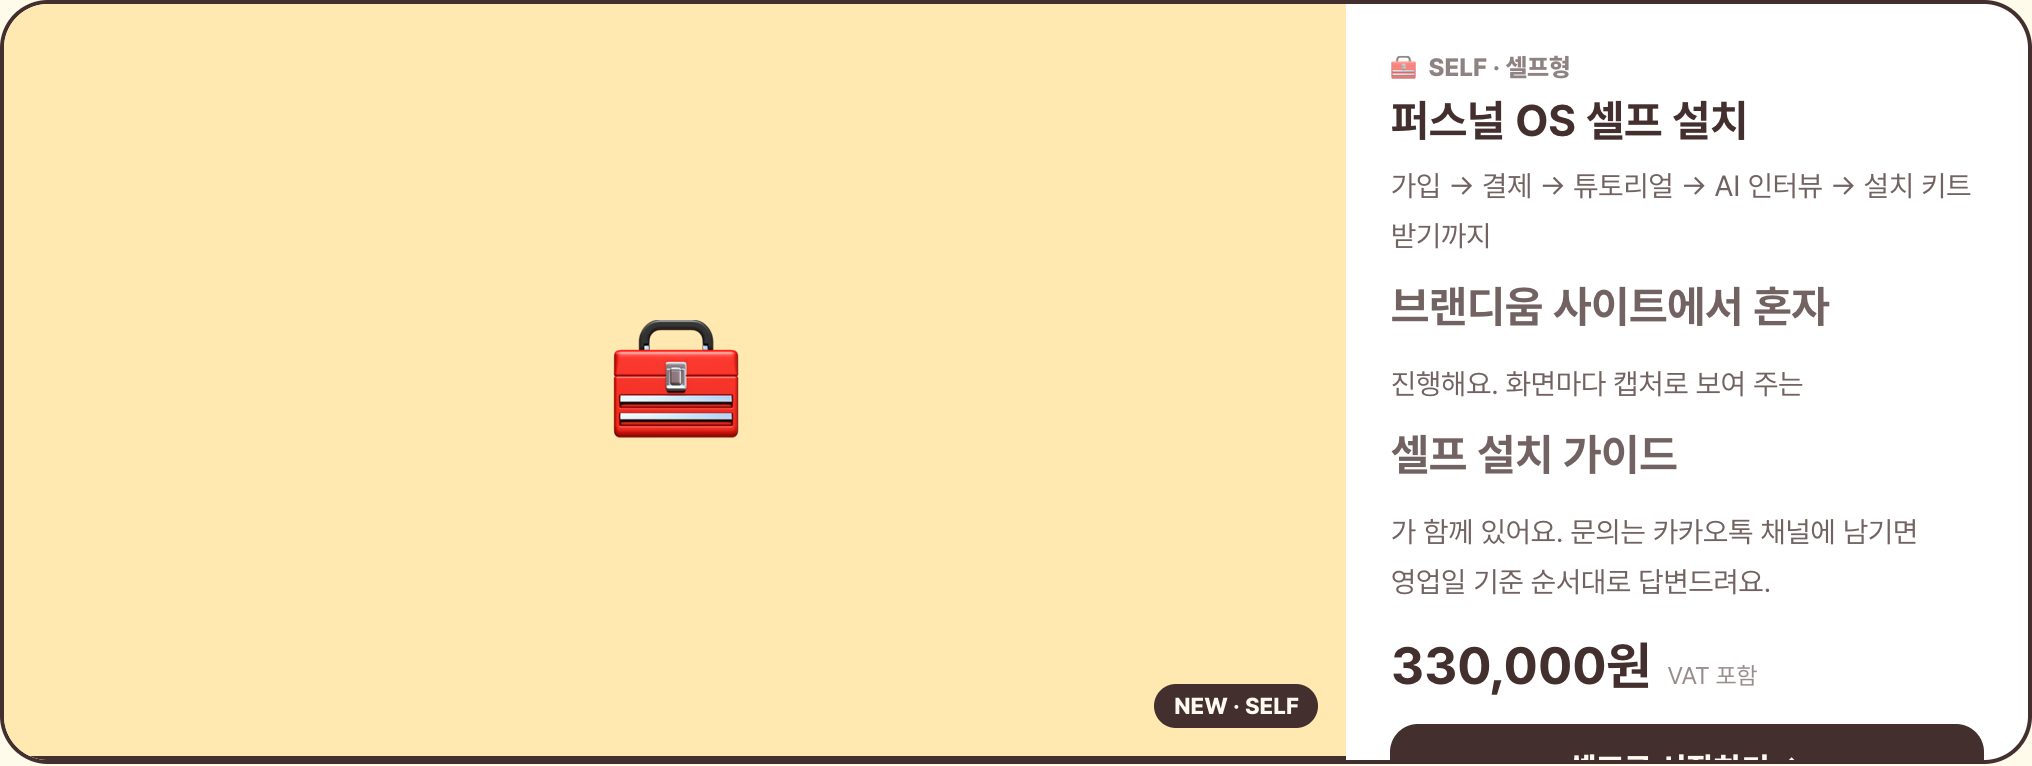 SELF · 셀프형
퍼스널 OS 셀프 설치
가입 → 결제 → 튜토리얼 → AI 인터뷰 → 설치 키트
받기까지
브랜디움 사이트에서 혼자
진행해요. 화면마다 캡처로 보여 주는
셀프 설치 가이드
가 함께 있어요. 문의는 카카오톡 채널에 남기면
영업일 기준 순서대로 답변드려요.
330,000원 VAT 포함
NEW · SELF